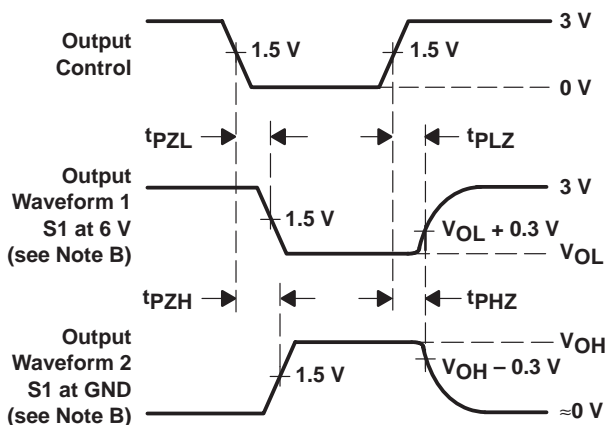 Output
Control
1.5 V
1.5 V
3 V
0 V
tPZL
tPLZ
Output
Waveform 1
S1 at 6 V
(see Note B)
1.5 V
3 V
VOL + 0.3 V
VOL
tPZH
tPHZ
Output
Waveform 2
S1 at GND
(see Note B)
1.5 V
VOH
VOH − 0.3 V
≈0 V